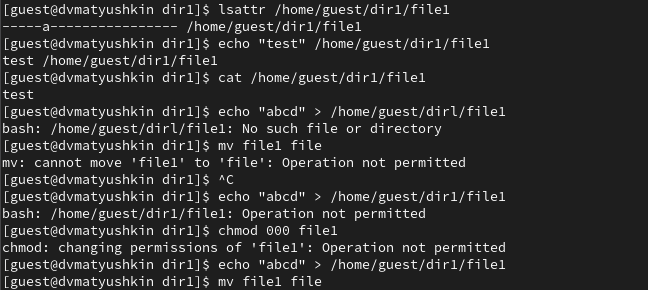 [guest@dvmatyushkin dir1]$ lsattr /home/guest/dir1/file1
-----a---------------- /home/guest/dir1/file1
[guest@dvmatyushkin dir1]$ echo "test" /home/guest/dir1/file1
test /home/guest/dir1/file1
[guest@dvmatyushkin dir1]$ cat /home/guest/dir1/file1
test
[guest@dvmatyushkin dir1]$ echo "abcd" > /home/guest/dirl/file1
bash: /home/guest/dirl/file1: No such file or directory
[guest@dvmatyushkin dir1]$ mv file1 file
mv: cannot move 'file1' to 'file': Operation not permitted
[guest@dvmatyushkin dir1]$ ^C
[guest@dvmatyushkin dir1]$ echo "abcd" > /home/guest/dir1/file1
bash: /home/guest/dir1/file1: Operation not permitted
[guest@dvmatyushkin dir1]$ chmod 000 file1
chmod: changing permissions of 'file1': Operation not permitted
[guest@dvmatyushkin dir1]$ echo "abcd" > /home/guest/dir1/file1
[guest@dvmatyushkin dir1]$ mv file1 file